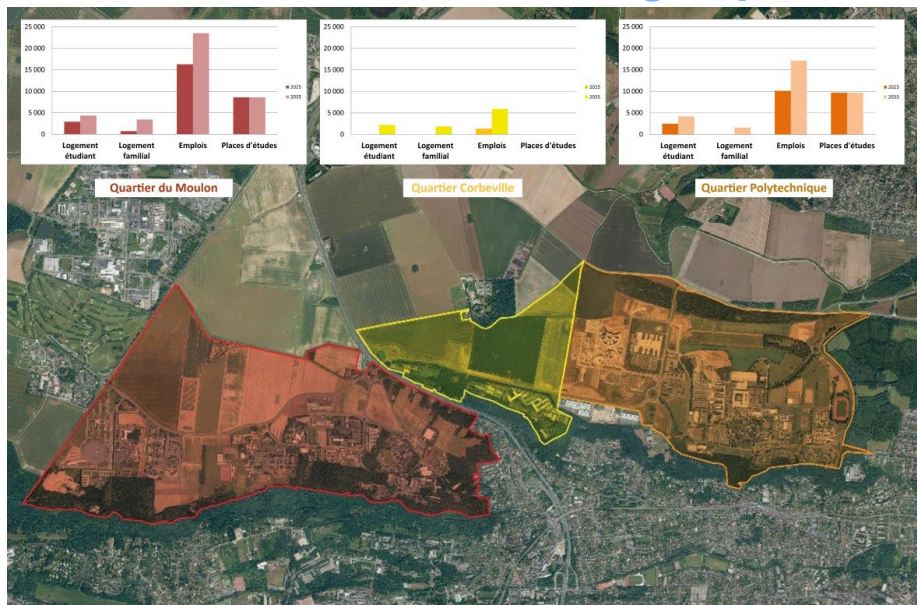 25 000
20 000
15 000
10 000
5 000
0
Logement étudiant
Logement familial
Emplois
Places d'études
2025
2035
Quartier du Moulon
25 000
20 000
15 000
10 000
5 000
0
Logement étudiant
Logement familial
Emplois
Places d'études
2025
2035
Quartier Corbeville
25 000
20 000
15 000
10 000
5 000
0
Logement étudiant
Logement familial
Emplois
Places d'études
2025
2035
Quartier Polytechnique